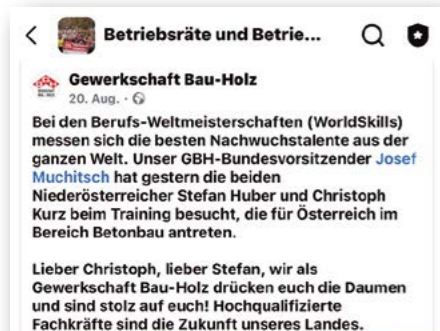 Betriebsräte und Betrie...
Gewerkschaft Bau-Holz
20. Aug. ·
Bei den Berufs-Weltmeisterschaften (WorldSkills)
messen sich die besten Nachwuchstalente aus der
ganzen Welt. Unser GBH-Bundesvorsitzender Josef
Muchitsch hat gestern die beiden
Niederösterreicher Stefan Huber und Christoph
Kurz beim Training besucht, die für Österreich im
Bereich Betonbau antreten.
Lieber Christoph, lieber Stefan, wir als
Gewerkschaft Bau-Holz drücken euch die Daumen
und sind stolz auf euch! Hochqualifizierte
Fachkräfte sind die Zukunft unseres Landes.